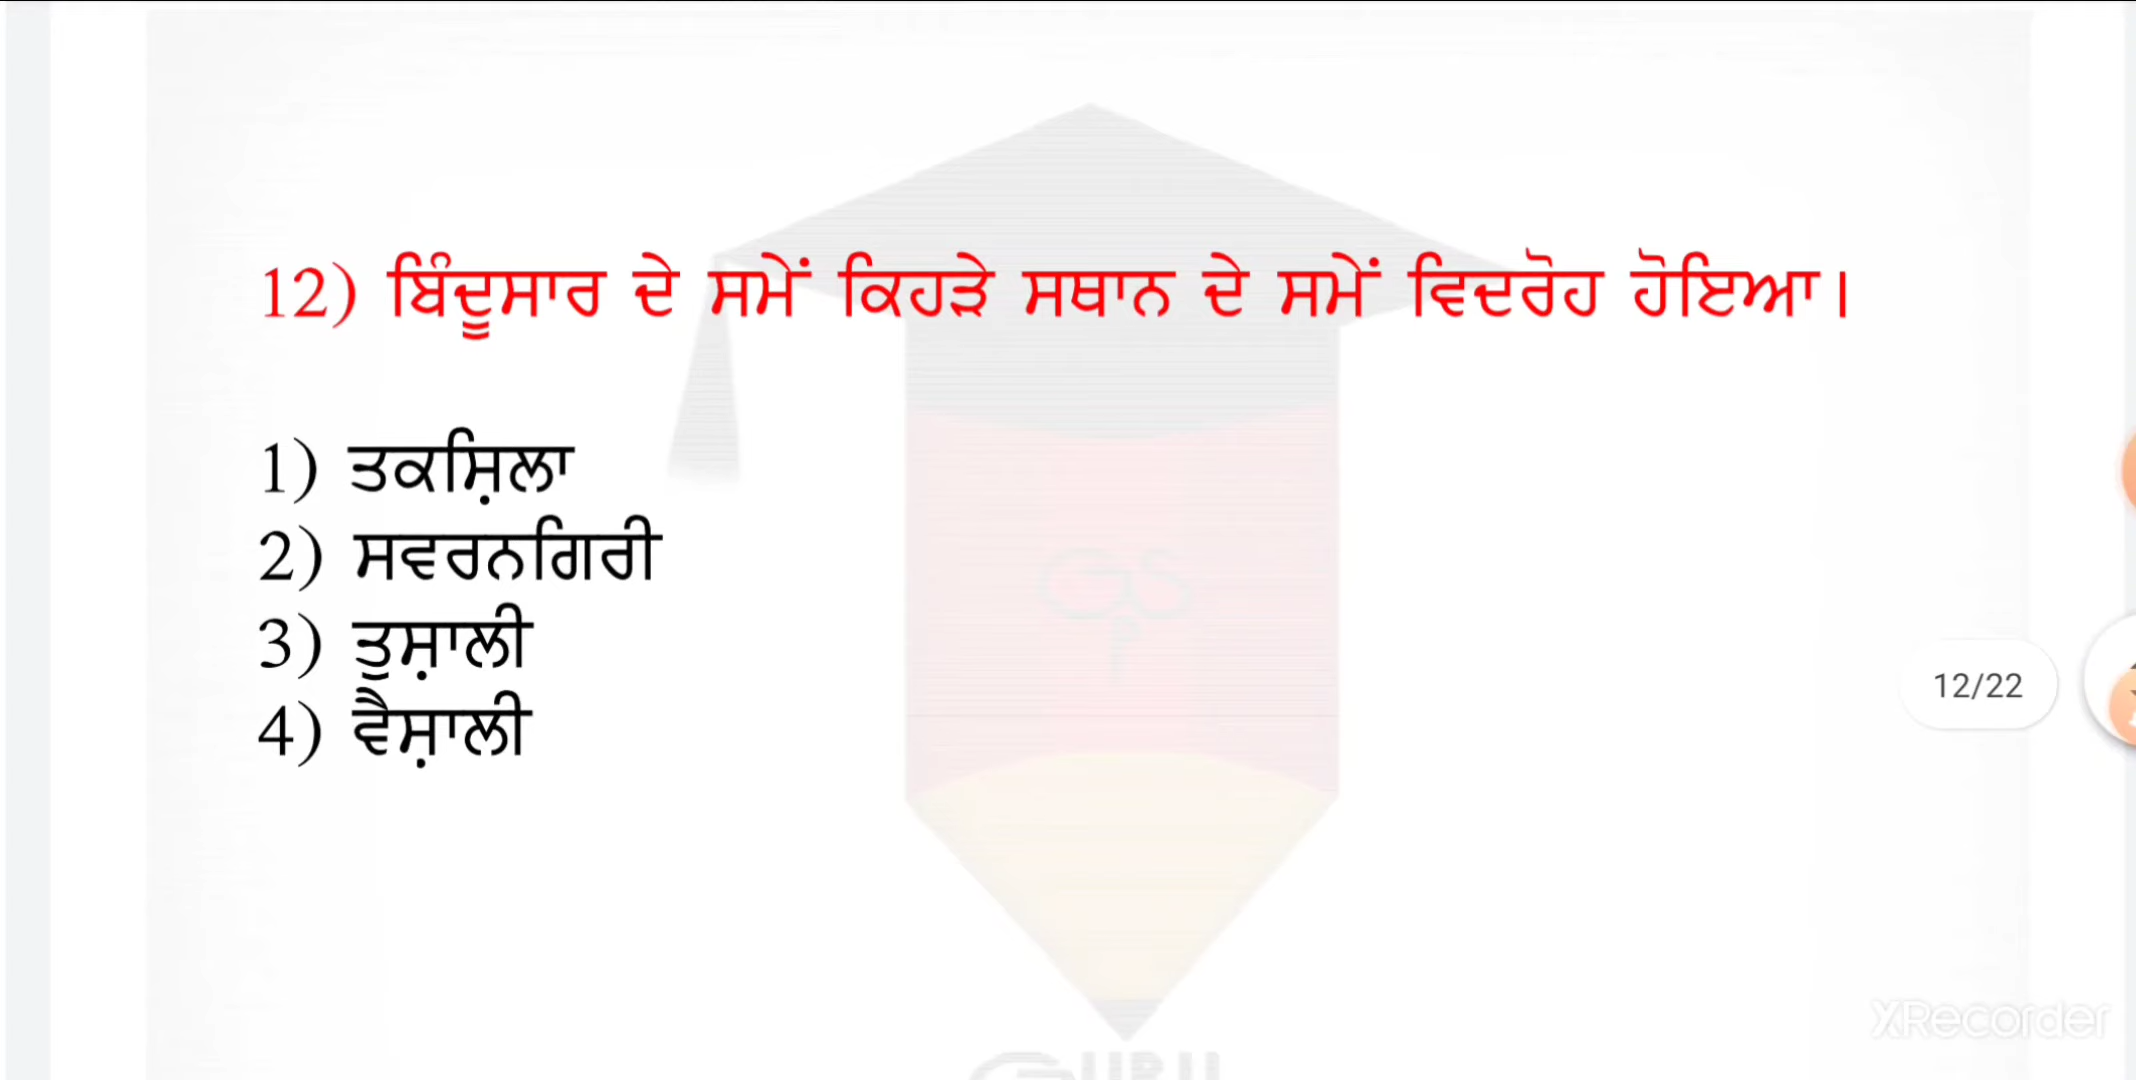 12) ਬਿੰਦੂਸਾਰ ਦੇ ਸਮੇਂ ਕਿਹੜੇ ਸਥਾਨ ਦੇ ਸਮੇਂ ਵਿਦਰੋਹ ਹੋਇਆ।
1) ਤਕਸ਼ਿਲਾ
2) ਸਵਰਨਗਿਰੀ
3) ਤੁਸ਼ਾਲੀ
4) ਵੈਸ਼ਾਲੀ
12/22
XRecorder